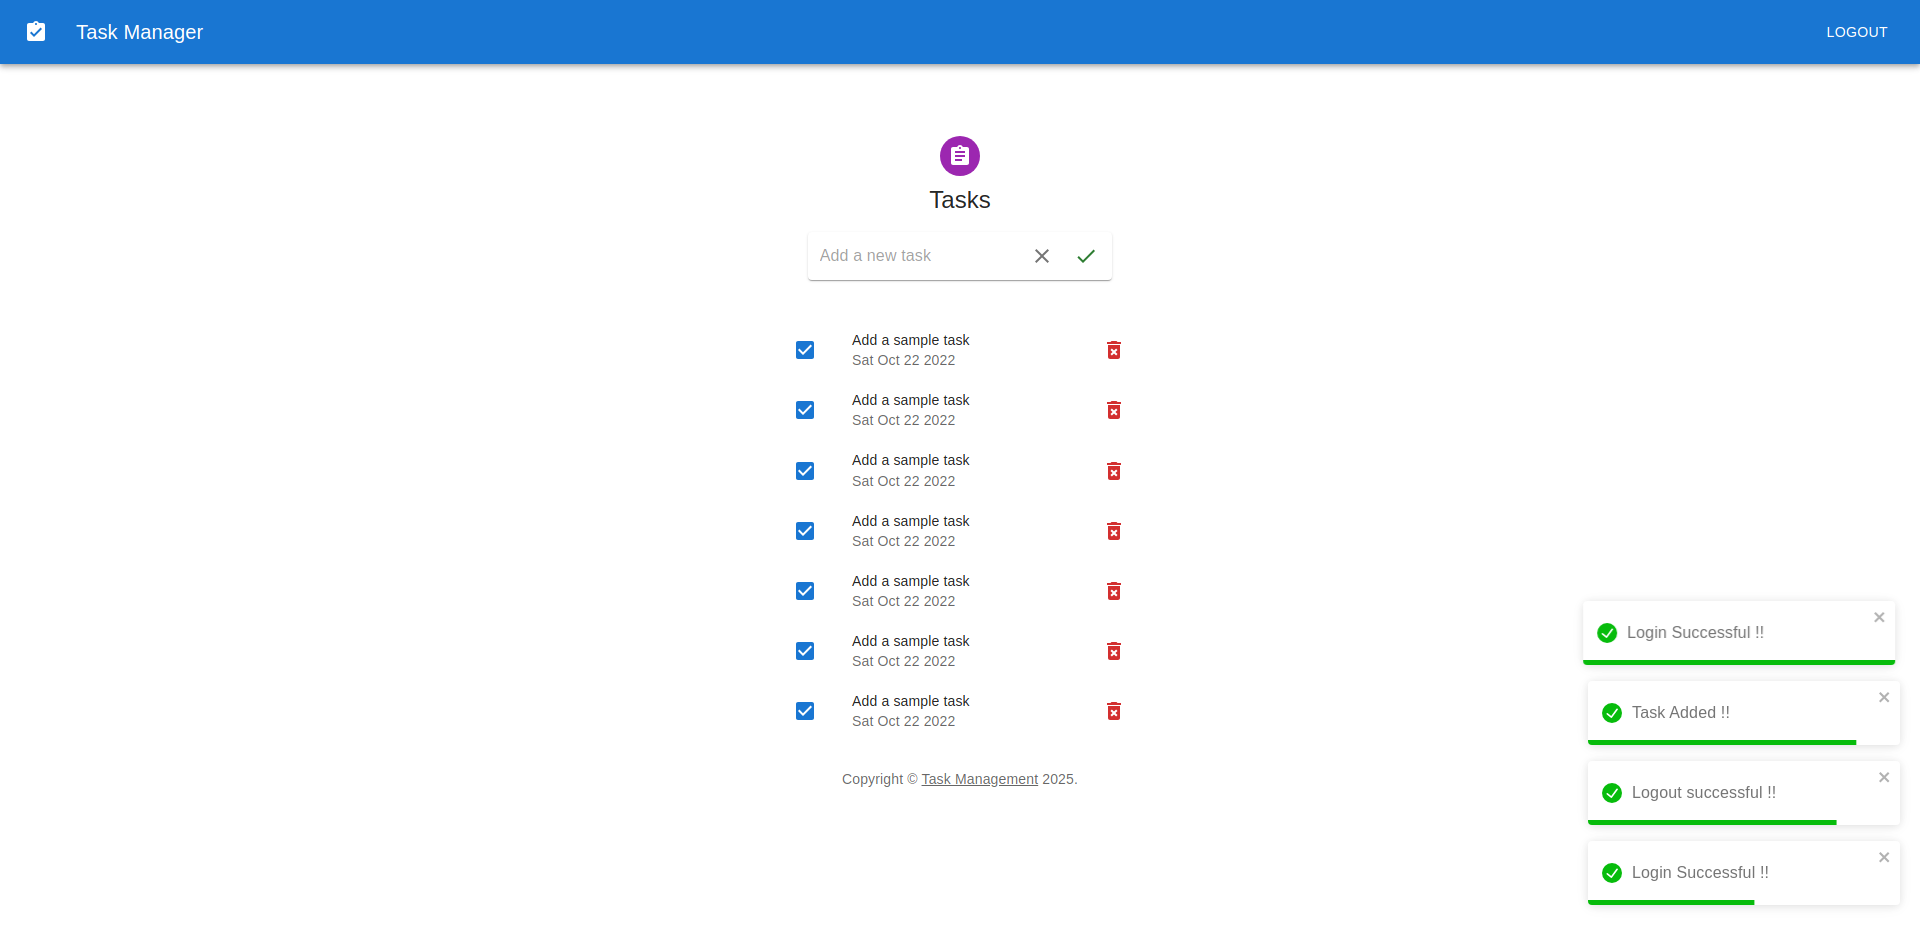 Task Manager
LOGOUT
Tasks
Add a new task
Add a sample task
Sat Oct 22 2022
Add a sample task
Sat Oct 22 2022
Add a sample task
Sat Oct 22 2022
Add a sample task
Sat Oct 22 2022
Add a sample task
Sat Oct 22 2022
Add a sample task
Sat Oct 22 2022
Add a sample task
Sat Oct 22 2022
Copyright © Task Management 2025.
Login Successful !!
Task Added !!
Logout successful !!
Login Successful !!